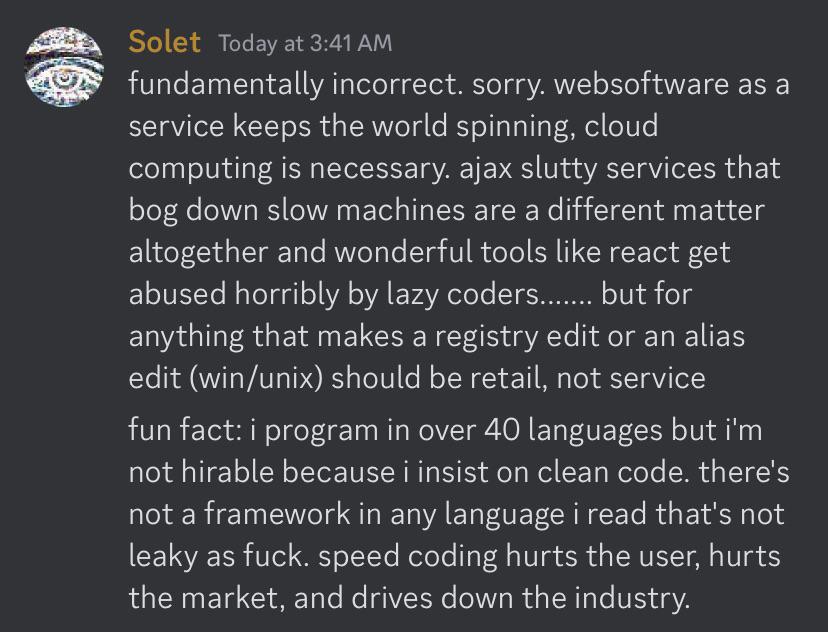 Solet Today at 3:41 AM
fundamentally incorrect. sorry. websoftware as a
service keeps the world spinning, cloud
computing is necessary. ajax slutty services that
bog down slow machines are a different matter
altogether and wonderful tools like react get
abused horribly by lazy coders....... but for
anything that makes a registry edit or an alias
edit (win/unix) should be retail, not service
fun fact: i program in over 40 languages but i'm
not hirable because i insist on clean code. there's
not a framework in any language i read that's not
leaky as fuck. speed coding hurts the user, hurts
the market, and drives down the industry.